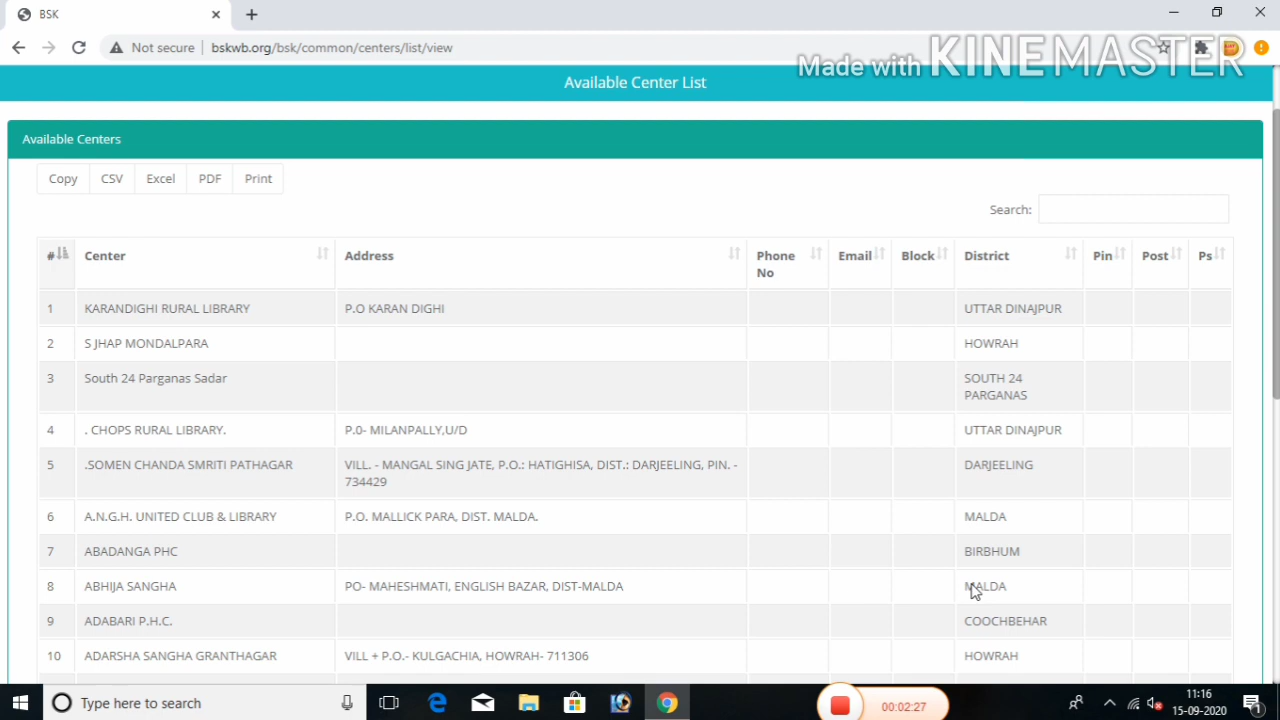 BSK
Not secure bskwb.org/bsk/common/centers/list/view
Made with KINEMASTER
Available Center List
Available Centers
Copy CSV Excel PDF Print
Search:
# Center Address Phone No Email Block District Pin Post Ps
1 KARANDIGHI RURAL LIBRARY P.O KARAN DIGHI UTTAR DINAJPUR
2 S JHAP MONDALPARA HOWRAH
3 South 24 Parganas Sadar SOUTH 24
PARGANAS
4 . CHOPS RURAL LIBRARY. P.0- MILANPALLY,U/D UTTAR DINAJPUR
5 .SOMEN CHANDA SMRITI PATHAGAR VILL. - MANGAL SING JATE, P.O.: HATIGHISA, DIST.: DARJEELING, PIN. - DARJEELING
734429
6 A.N.G.H. UNITED CLUB & LIBRARY P.O. MALLICK PARA, DIST. MALDA. MALDA
7 ABADANGA PHC BIRBHUM
8 ABHIJA SANGHA PO- MAHESHMATI, ENGLISH BAZAR, DIST-MALDA MALDA
9 ADABARI P.H.C. COOCHBEHAR
10 ADARSHA SANGHA GRANTHAGAR VILL + P.O.- KULGACHIA, HOWRAH- 711306 HOWRAH
Type here to search
00:02:27
11:16
15-09-2020
1